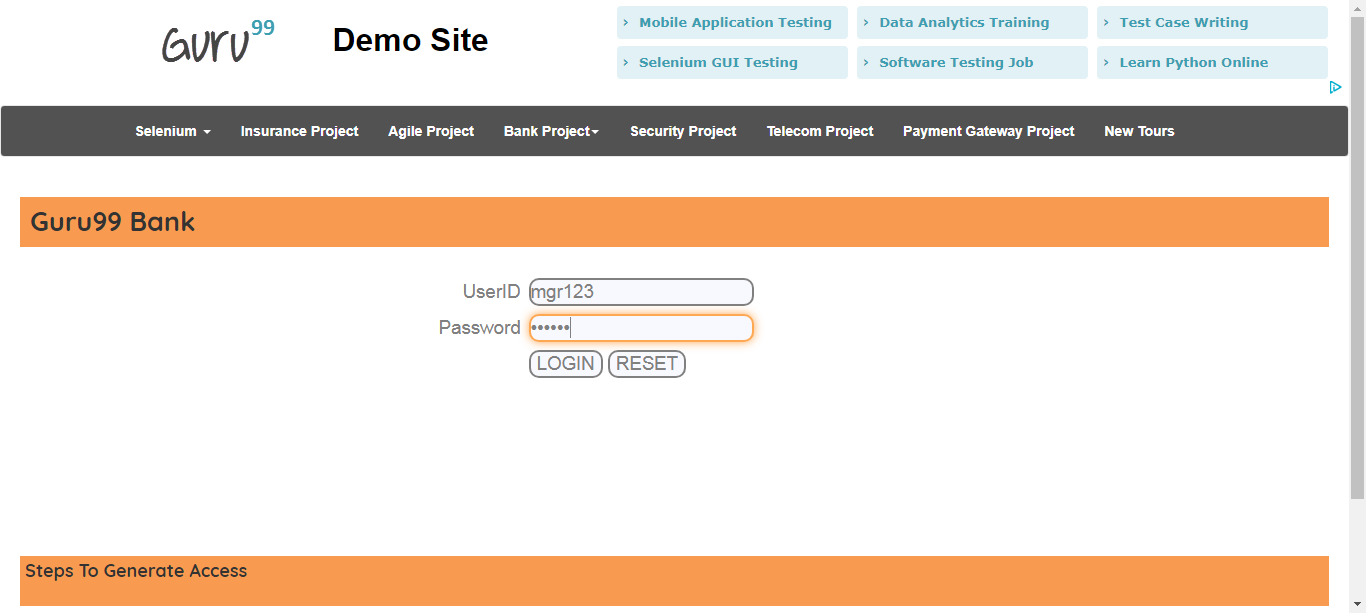 Guru99
Demo Site
› Mobile Application Testing
› Data Analytics Training
› Test Case Writing
› Selenium GUI Testing
› Software Testing Job
› Learn Python Online
Selenium Insurance Project Agile Project Bank Project Security Project Telecom Project Payment Gateway Project New Tours
Guru99 Bank
UserID mgr123
Password ••••••
LOGIN RESET
Steps To Generate Access